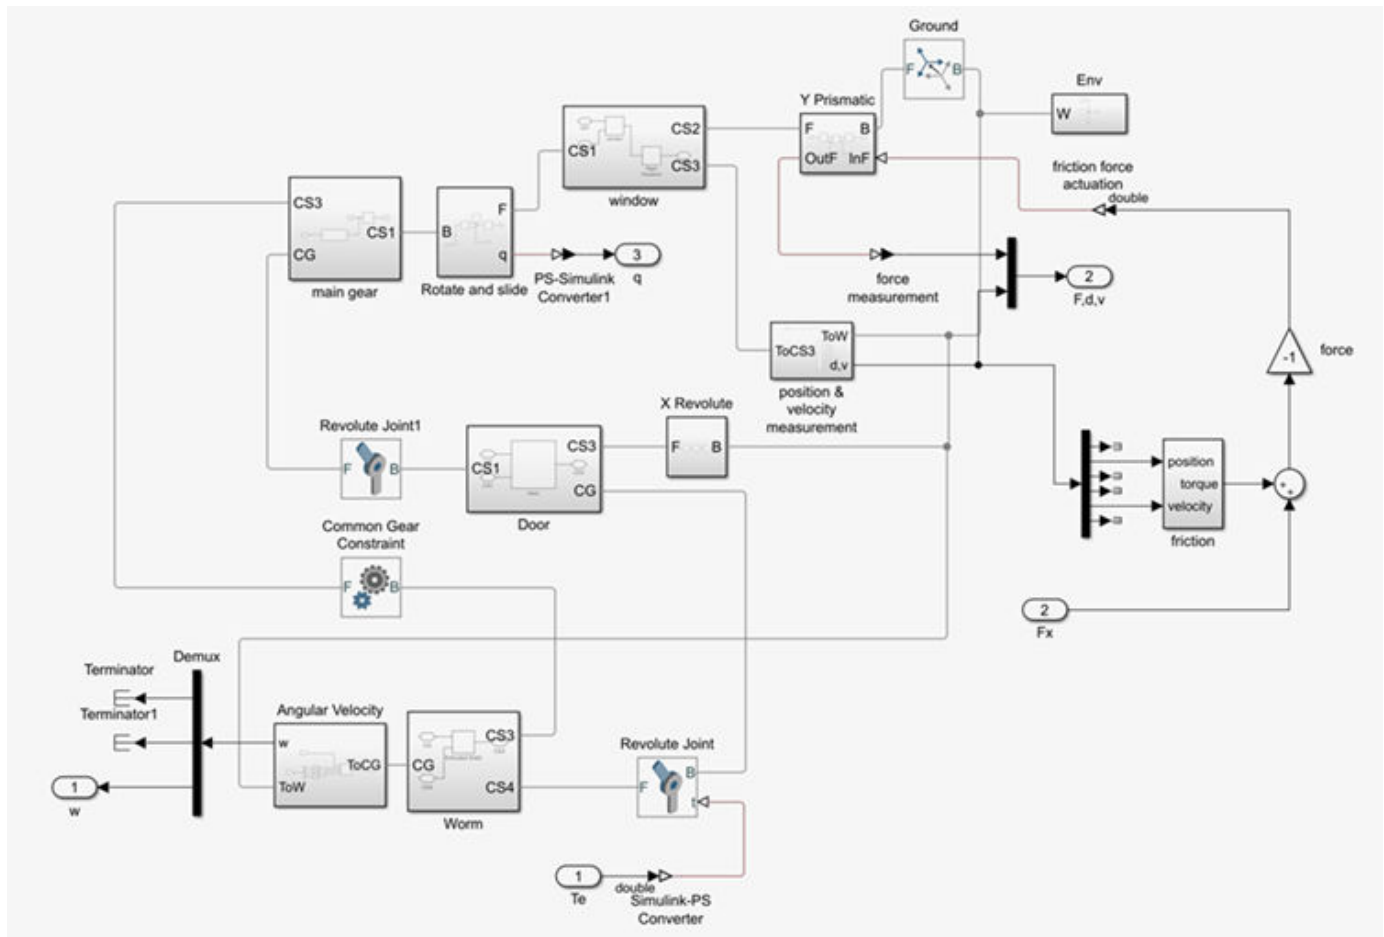 Ground
F B
Env
W
Y Prismatic
F B
OutF InF
CS2
CS1
CS3
window
friction force
actuation
double
CS3
CS1
CG
main gear
F
B
q
Rotate and slide
PS-Simulink
Converter1
3
q
force
measurement
2
F,d,v
ToW
ToCS3
d,v
position &
velocity
measurement
-1
force
X Revolute
F B
Revolute Joint1
F B
CS3
CS1
CG
Door
position
torque
velocity
friction
Common Gear
Constraint
F B
2
Fx
Demux
Terminator
Terminator1
1
w
Angular Velocity
w
ToCG
ToW
CS3
CG
CS4
Worm
Revolute Joint
B
F
t
1
Te
double
Simulink-PS
Converter